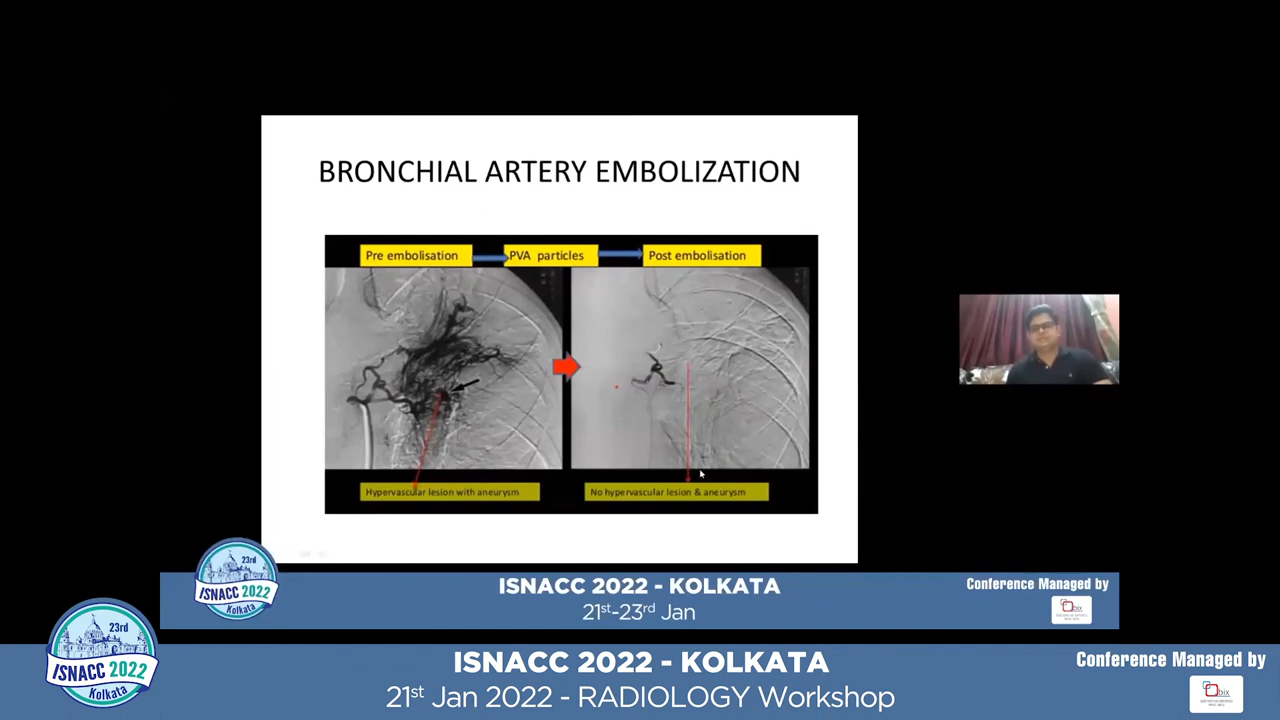 BRONCHIAL ARTERY EMBOLIZATION
Pre embolisation
PVA particles
Post embolisation
Hypervascular lesion with aneurysm
No hypervascular lesion & aneurysm
23rd
ISNACC 2022
Kolkata
ISNACC 2022 - KOLKATA
21st-23rd Jan
Conference Managed by
23rd
ISNACC 2022
Kolkata
ISNACC 2022 - KOLKATA
21st Jan 2022 - RADIOLOGY Workshop
Conference Managed by